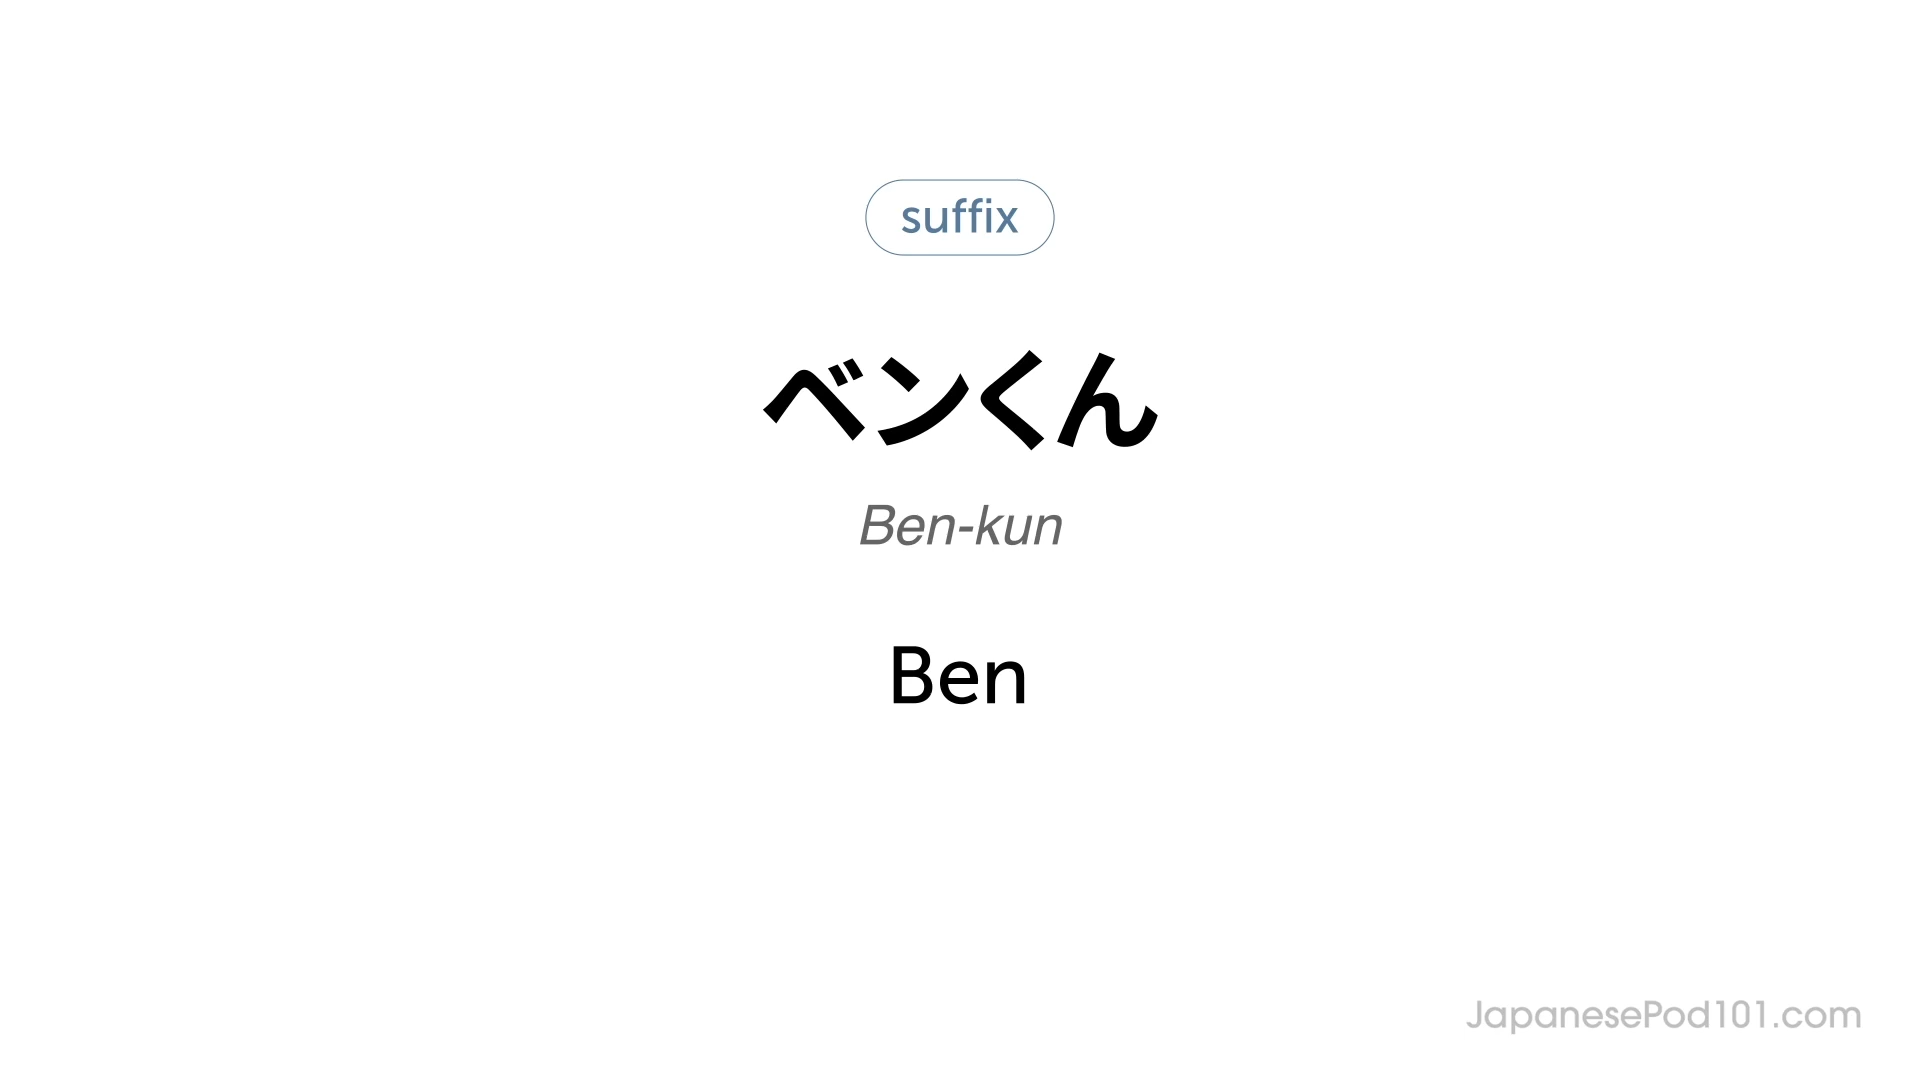 suffix
ベンくん
Ben-kun
Ben
JapanesePod101.com